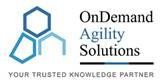 OnDemand
Agility
Solutions
YOUR TRUSTED KNOWLEDGE PARTNER